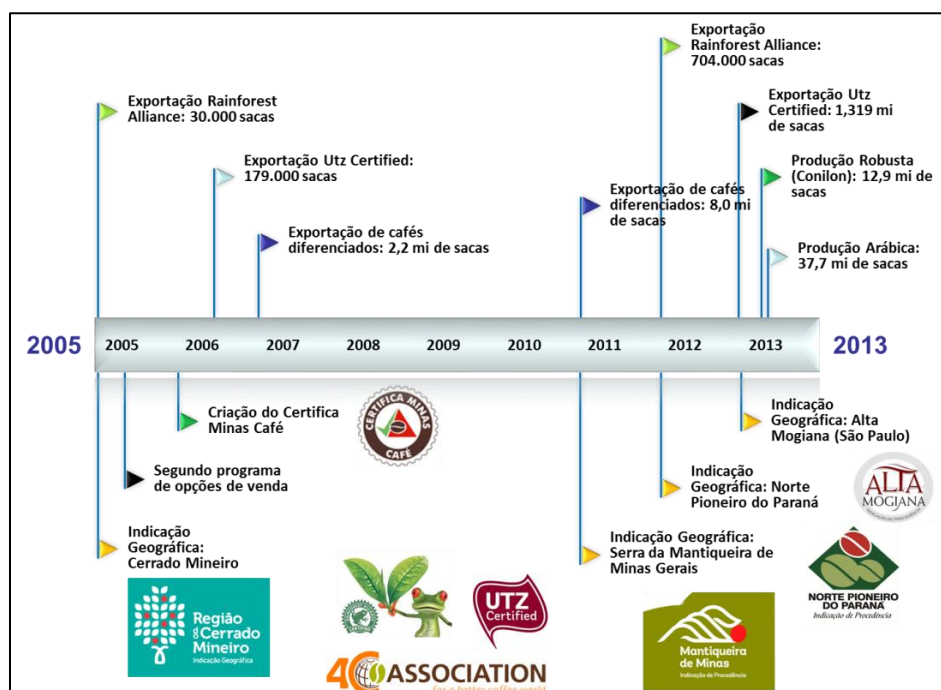 Exportação
Rainforest Alliance:
704.000 sacas
Exportação Rainforest
Alliance: 30.000 sacas
Exportação Utz
Certified: 1,319 mi
de sacas
Exportação Utz Certified:
179.000 sacas
Produção Robusta
(Conilon): 12,9 mi de
sacas
Exportação de cafés
diferenciados: 8,0 mi
de sacas
Exportação de cafés
diferenciados: 2,2 mi de sacas
Produção Arábica:
37,7 mi de sacas
2005 2005 2006 2007 2008 2009 2010 2011 2012 2013 2013
Criação do Certifica
Minas Café
CERTIFICA MINAS
CAFÉ
Indicação
Geográfica: Alta
Mogiana (São Paulo)
Segundo programa
de opções de venda
Indicação
Geográfica: Norte
Pioneiro do Paraná
ALTA
MOGIANA
INDICAÇÃO DE PROCEDÊNCIA
Indicação
Geográfica:
Cerrado Mineiro
Indicação Geográfica:
Serra da Mantiqueira de
Minas Gerais
NORTE PIONEIRO
DO PARANÁ
Indicação de Procedência
Região
do Cerrado
Mineiro
Indicação Geográfica
UTZ
Certified
Mantiqueira
de Minas
Indicação de Procedência
4C ASSOCIATION
for a better coffee world